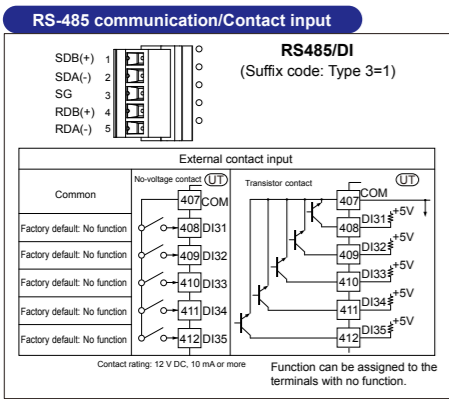 RS-485 communication/Contact input
RS485/DI
(Suffix code: Type 3=1)
SDB(+) 1
SDA(-) 2
SG 3
RDB(+) 4
RDA(-) 5
External contact input
Common
No-voltage contact UT
Transistor contact UT
407 COM
407 COM
Factory default: No function
408 DI31
408 DI31 +5V
Factory default: No function
409 DI32
409 DI32 +5V
Factory default: No function
410 DI33
410 DI33 +5V
Factory default: No function
411 DI34
411 DI34 +5V
Factory default: No function
412 DI35
412 DI35 +5V
Contact rating: 12 V DC, 10 mA or more
Function can be assigned to the
terminals with no function.